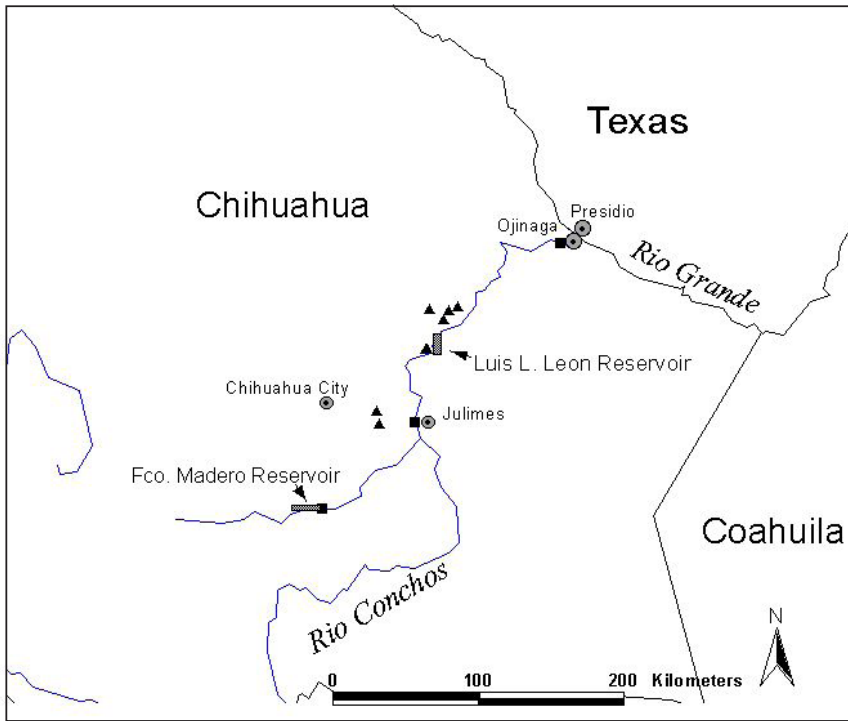 Texas
Chihuahua
Presidio
Ojinaga
Rio Grande
Luis L. Leon Reservoir
Chihuahua City
Julimes
Fco. Madero Reservoir
Coahuila
Rio Conchos
N
0 100 200 Kilometers